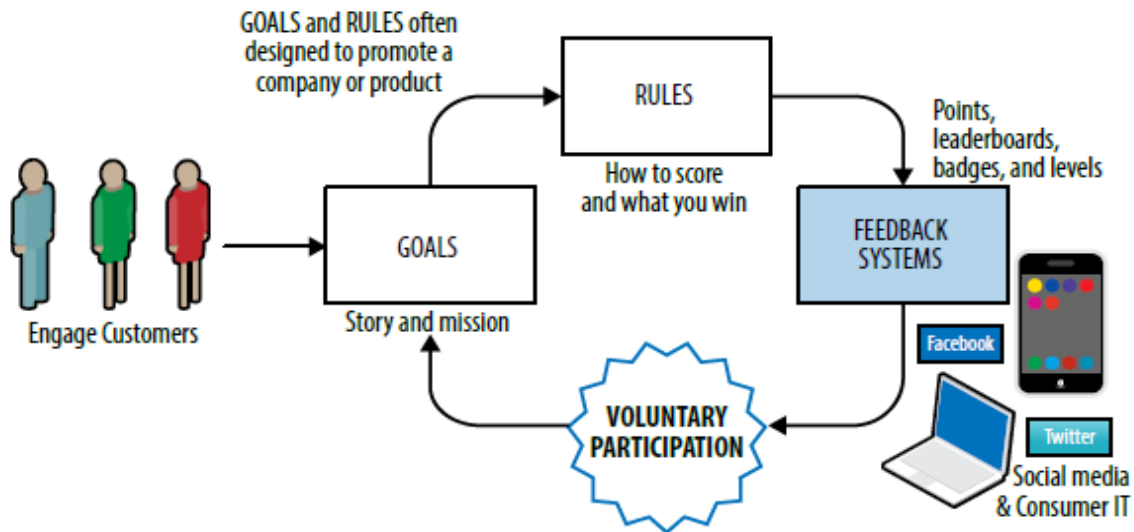 GOALS and RULES often
designed to promote a
company or product
RULES
How to score
and what you win
Points,
leaderboards,
badges, and levels
Engage Customers
GOALS
Story and mission
FEEDBACK
SYSTEMS
Facebook
VOLUNTARY
PARTICIPATION
Twitter
Social media
& Consumer IT